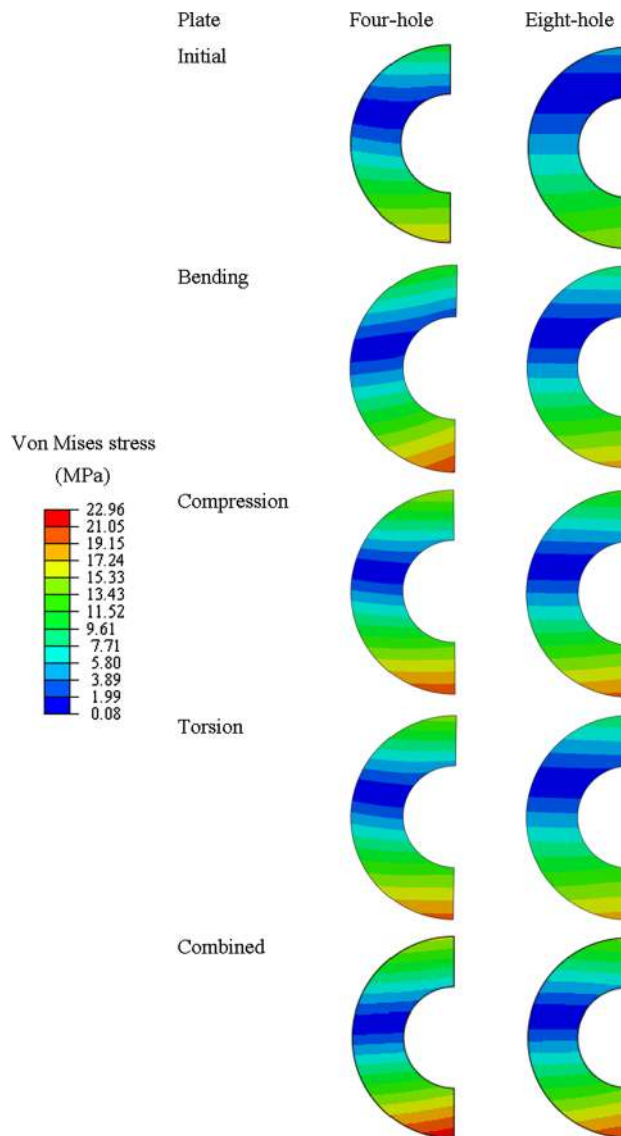 Plate Four-hole Eight-hole
Initial
Bending
Von Mises stress
(MPa)
Compression
22.96
21.05
19.15
17.24
15.33
13.43
11.52
9.61
7.71
5.80
3.89
1.99
0.08
Torsion
Combined